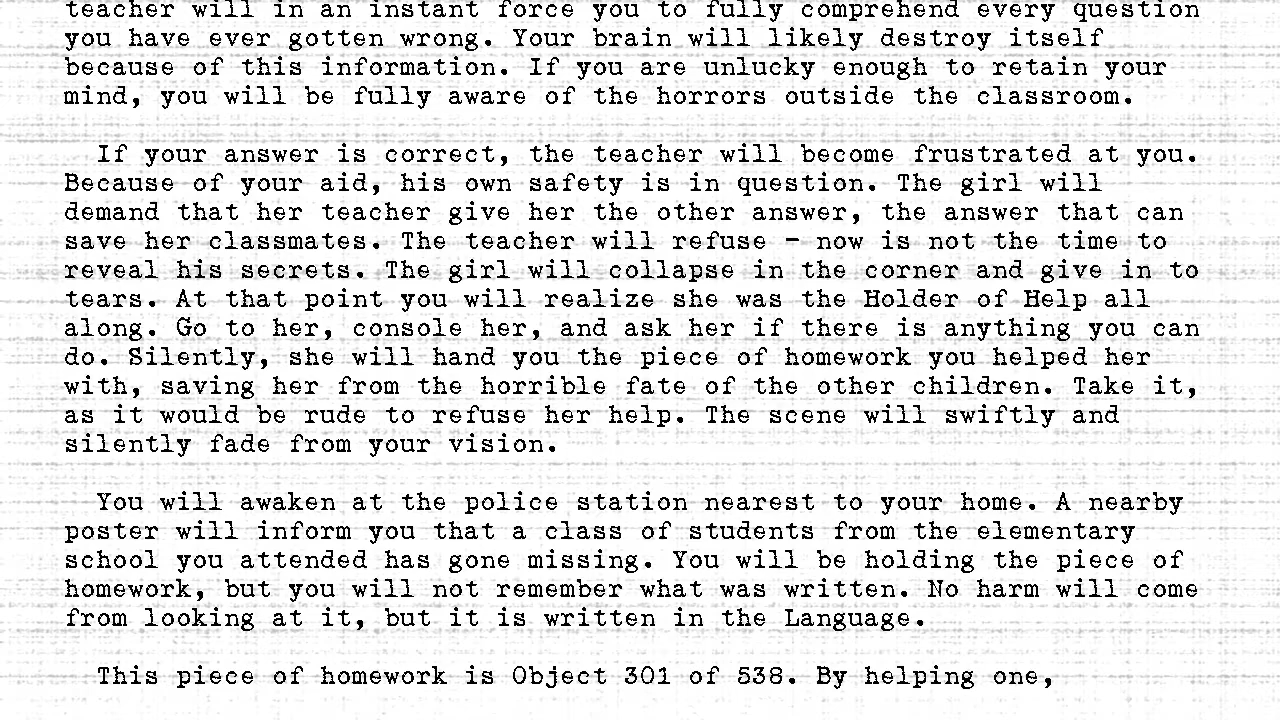 teacher will in an instant force you to fully comprehend every question
you have ever gotten wrong. Your brain will likely destroy itself
because of this information. If you are unlucky enough to retain your
mind, you will be fully aware of the horrors outside the classroom.
If your answer is correct, the teacher will become frustrated at you.
Because of your aid, his own safety is in question. The girl will
demand that her teacher give her the other answer, the answer that can
save her classmates. The teacher will refuse – now is not the time to
reveal his secrets. The girl will collapse in the corner and give in to
tears. At that point you will realize she was the Holder of Help all
along. Go to her, console her, and ask her if there is anything you can
do. Silently, she will hand you the piece of homework you helped her
with, saving her from the horrible fate of the other children. Take it,
as it would be rude to refuse her help. The scene will swiftly and
silently fade from your vision.
You will awaken at the police station nearest to your home. A nearby
poster will inform you that a class of students from the elementary
school you attended has gone missing. You will be holding the piece of
homework, but you will not remember what was written. No harm will come
from looking at it, but it is written in the Language.
This piece of homework is Object 301 of 538. By helping one,